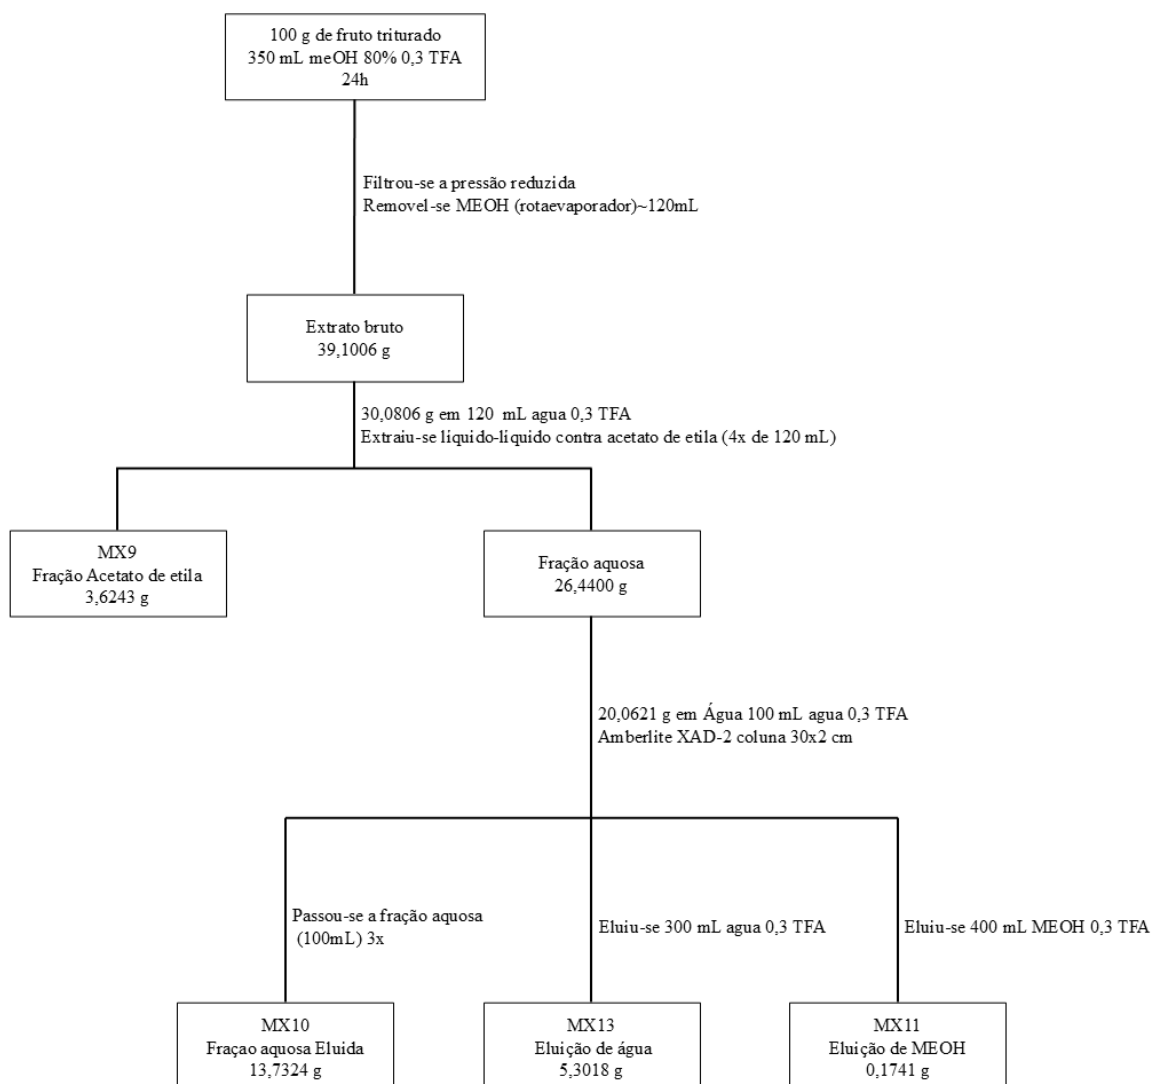 100 g de fruto triturado
350 mL meOH 80% 0,3 TFA
24h
Filtrou-se a pressão reduzida
Removel-se MEOH (rotaevaporador)~120mL
Extrato bruto
39,1006 g
30,0806 g em 120 mL agua 0,3 TFA
Extraiu-se líquido-líquido contra acetato de etila (4x de 120 mL)
MX9
Fração Acetato de etila
3,6243 g
Fração aquosa
26,4400 g
20,0621 g em Água 100 mL agua 0,3 TFA
Amberlite XAD-2 coluna 30x2 cm
Passou-se a fração aquosa
(100mL) 3x
Eluiu-se 300 mL agua 0,3 TFA
Eluiu-se 400 mL MEOH 0,3 TFA
MX10
Fraçao aquosa Eluida
13,7324 g
MX13
Eluição de água
5,3018 g
MX11
Eluição de MEOH
0,1741 g